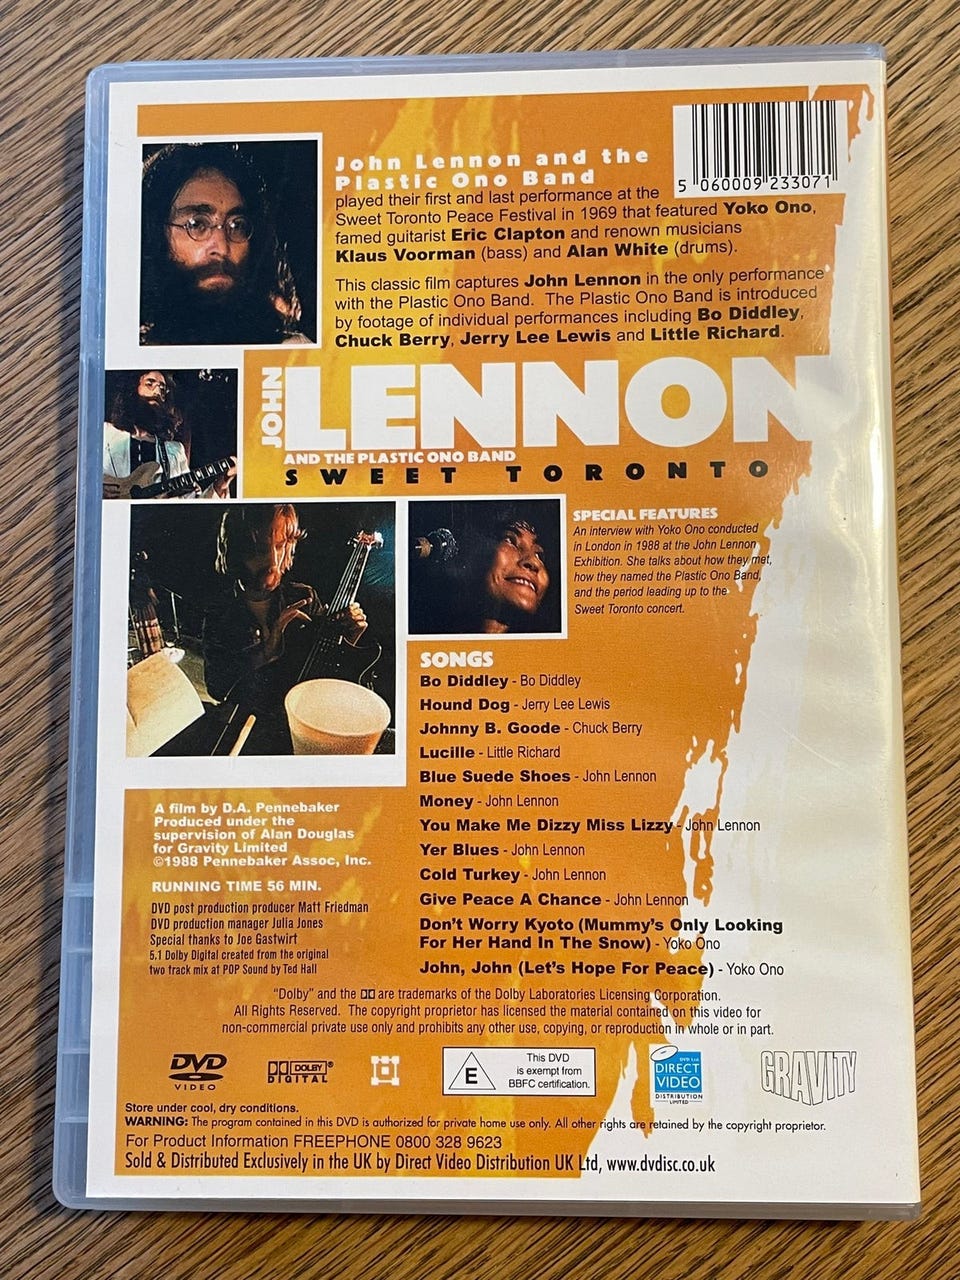 John Lennon and the
Plastic Ono Band
played their first and last performance at the
Sweet Toronto Peace Festival in 1969 that featured Yoko Ono,
famed guitarist Eric Clapton and renown musicians
Klaus Voorman (bass) and Alan White (drums).
This classic film captures John Lennon in the only performance
with the Plastic Ono Band. The Plastic Ono Band is introduced
by footage of individual performances including Bo Diddley,
Chuck Berry, Jerry Lee Lewis and Little Richard.
5 060009 233071
JOHN
LENNON
AND THE PLASTIC ONO BAND
SWEET TORONTO
SPECIAL FEATURES
An interview with Yoko Ono conducted
in London in 1988 at the John Lennon
Exhibition. She talks about how they met,
how they named the Plastic Ono Band,
and the period leading up to the
Sweet Toronto concert.
SONGS
Bo Diddley - Bo Diddley
Hound Dog - Jerry Lee Lewis
Johnny B. Goode - Chuck Berry
Lucille - Little Richard
Blue Suede Shoes - John Lennon
Money - John Lennon
You Make Me Dizzy Miss Lizzy - John Lennon
Yer Blues - John Lennon
Cold Turkey - John Lennon
Give Peace A Chance - John Lennon
Don't Worry Kyoto (Mummy's Only Looking
For Her Hand In The Snow) - Yoko Ono
John, John (Let's Hope For Peace) - Yoko Ono
A film by D.A. Pennebaker
Produced under the
supervision of Alan Douglas
for Gravity Limited
©1988 Pennebaker Assoc, Inc.
RUNNING TIME 56 MIN.
DVD post production producer Matt Friedman
DVD production manager Julia Jones
Special thanks to Joe Gastwirt
5.1 Dolby Digital created from the original
two track mix at POP Sound by Ted Hall
"Dolby" and the DD are trademarks of the Dolby Laboratories Licensing Corporation.
All Rights Reserved. The copyright proprietor has licensed the material contained on this video for
non-commercial private use only and prohibits any other use, copying, or reproduction in whole or in part.
DVD
VIDEO
DOLBY
DIGITAL
E
This DVD
is exempt from
BBFC certification.
DVD Ltd
DIRECT
VIDEO
DISTRIBUTION
LIMITED
GRAVITY
Store under cool, dry conditions.
WARNING: The program contained in this DVD is authorized for private home use only. All other rights are retained by the copyright proprietor.
For Product Information FREEPHONE 0800 328 9623
Sold & Distributed Exclusively in the UK by Direct Video Distribution UK Ltd, www.dvdisc.co.uk